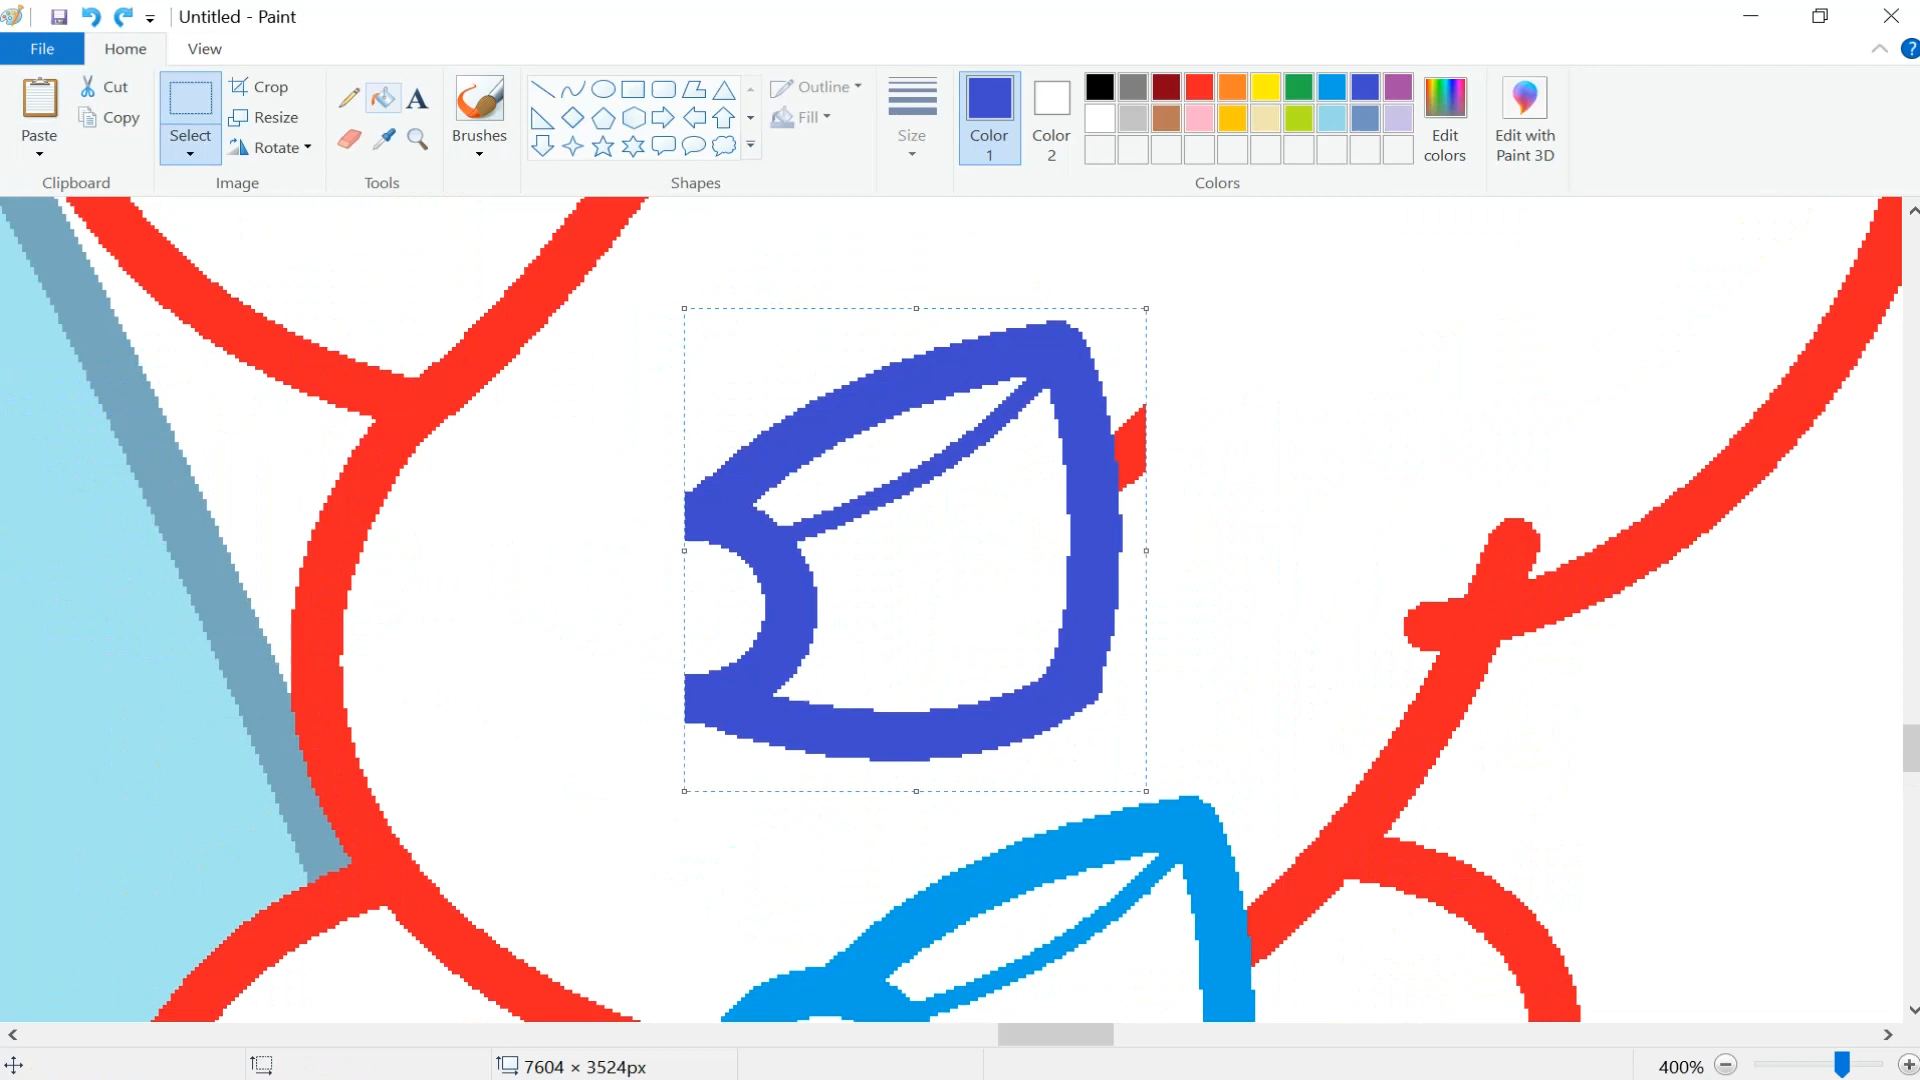 Untitled - Paint
File Home View
Paste
Cut
Copy
Clipboard
Select
Crop
Resize
Rotate
Image
A
Tools
Brushes
Shapes
Outline
Fill
Size
Color 1
Color 2
Colors
Edit colors
Edit with Paint 3D
?
7604 × 3524px
400%